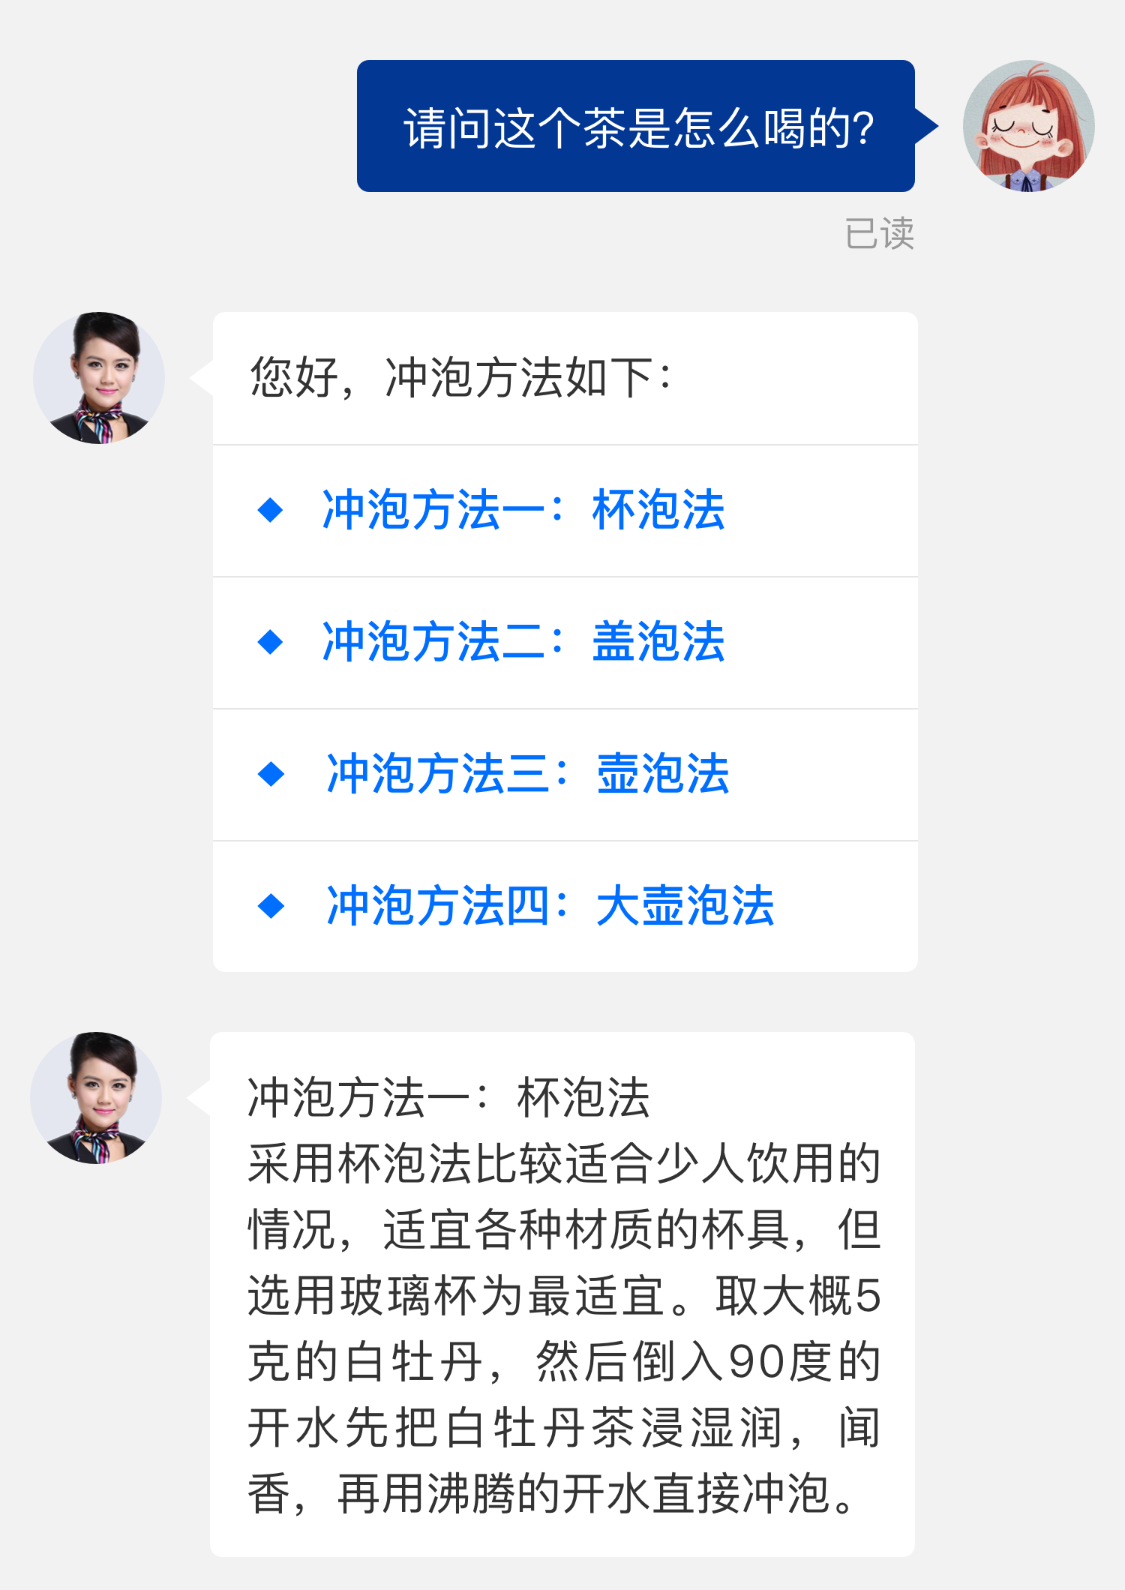 请问这个茶是怎么喝的?
已读
您好，冲泡方法如下：
◆ 冲泡方法一：杯泡法
◆ 冲泡方法二：盖泡法
◆ 冲泡方法三：壶泡法
◆ 冲泡方法四：大壶泡法
冲泡方法一：杯泡法
采用杯泡法比较适合少人饮用的
情况，适宜各种材质的杯具，但
选用玻璃杯为最适宜。取大概5
克的白牡丹，然后倒入90度的
开水先把白牡丹茶浸湿润，闻
香，再用沸腾的开水直接冲泡。